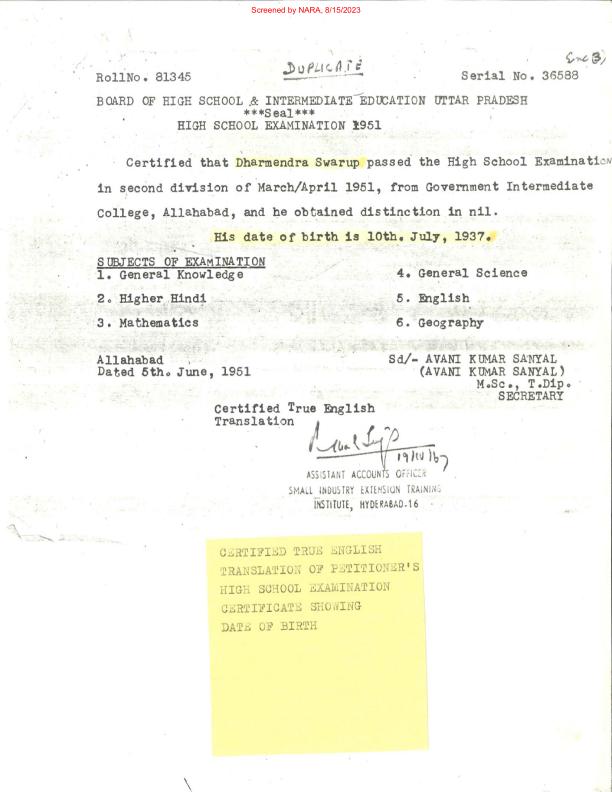 Screened by NARA, 8/15/2023
DUPLICATE
Enc 3)
RollNo. 81345 Serial No. 36588
BOARD OF HIGH SCHOOL & INTERMEDIATE EDUCATION UTTAR PRADESH
***Seal***
HIGH SCHOOL EXAMINATION 1951
Certified that Dharmendra Swarup passed the High School Examination
in second division of March/April 1951, from Government Intermediate
College, Allahabad, and he obtained distinction in nil.
His date of birth is 10th. July, 1937.
SUBJECTS OF EXAMINATION
1. General Knowledge 4. General Science
2. Higher Hindi 5. English
3. Mathematics 6. Geography
Allahabad Sd/- AVANI KUMAR SANYAL
Dated 5th. June, 1951 (AVANI KUMAR SANYAL)
M.Sc., T.Dip.
SECRETARY
Certified True English
Translation
ASSISTANT ACCOUNTS OFFICER
SMALL INDUSTRY EXTENSION TRAINING
INSTITUTE, HYDERABAD-16
CERTIFIED TRUE ENGLISH
TRANSLATION OF PETITIONER'S
HIGH SCHOOL EXAMINATION
CERTIFICATE SHOWING
DATE OF BIRTH